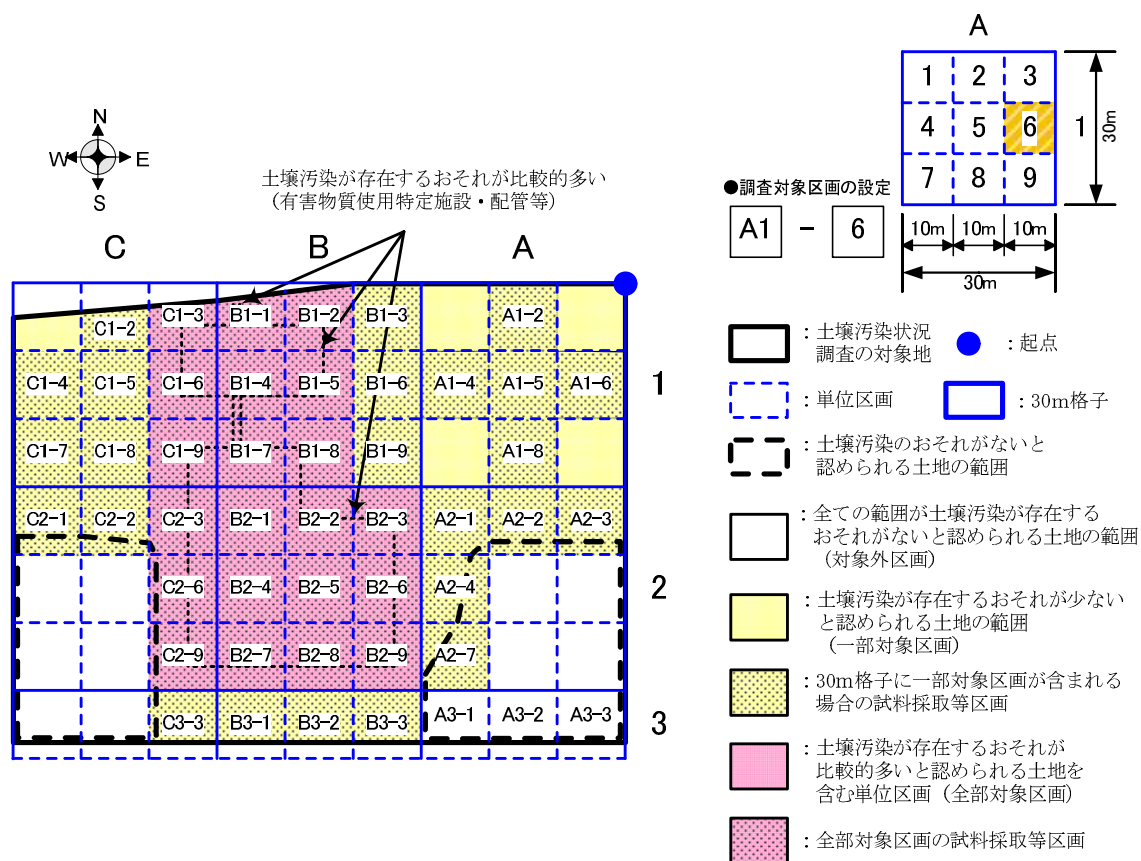 N
W
E
S
土壌汚染が存在するおそれが比較的多い
（有害物質使用特定施設・配管等）
C
B
A
C1-2
C1-3
B1-1
B1-2
B1-3
A1-2
C1-4
C1-5
C1-6
B1-4
B1-5
B1-6
A1-4
A1-5
A1-6
1
C1-7
C1-8
C1-9
B1-7
B1-8
B1-9
A1-8
C2-1
C2-2
C2-3
B2-1
B2-2
B2-3
A2-1
A2-2
A2-3
C2-6
B2-4
B2-5
B2-6
A2-4
2
C2-9
B2-7
B2-8
B2-9
A2-7
C3-3
B3-1
B3-2
B3-3
A3-1
A3-2
A3-3
3
A
1
2
3
4
5
6
7
8
9
1
30m
10m
10m
10m
30m
●調査対象区画の設定
A1 - 6
：土壌汚染状況
調査の対象地
：起点
：単位区画
：30m格子
：土壌汚染のおそれがないと
認められる土地の範囲
：全ての範囲が土壌汚染が存在する
おそれがないと認められる土地の範囲
（対象外区画）
：土壌汚染が存在するおそれが少ない
と認められる土地の範囲
（一部対象区画）
：30m格子に一部対象区画が含まれる
場合の試料採取等区画
：土壌汚染が存在するおそれが
比較的多いと認められる土地を
含む単位区画（全部対象区画）
：全部対象区画の試料採取等区画